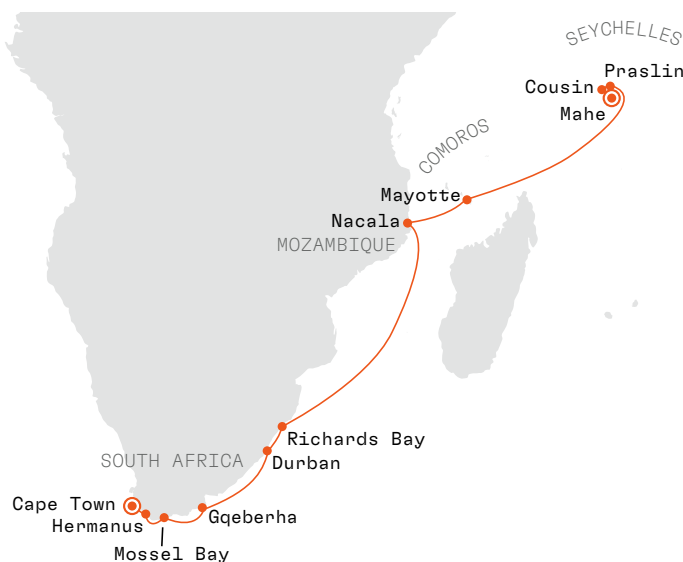 SEYCHELLES
Praslin
Cousin
Mahe
COMOROS
Mayotte
Nacala
MOZAMBIQUE
Richards Bay
SOUTH AFRICA
Durban
Cape Town
Gqeberha
Hermanus
Mossel Bay